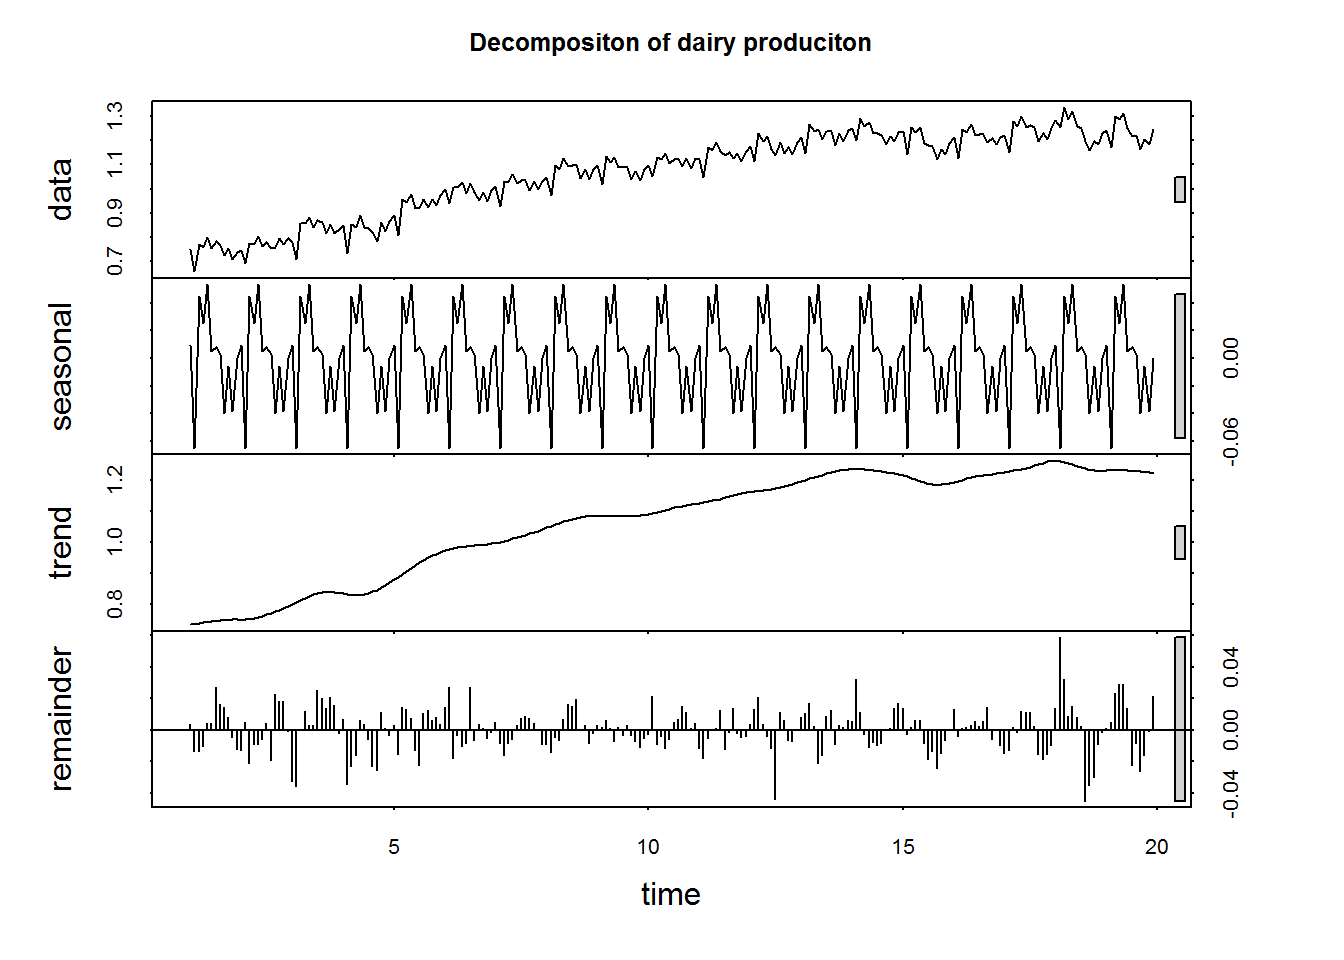 Decompositon of dairy produciton
data
0.7 0.9 1.1 1.3
seasonal
-0.06 0.00
trend
0.8 1.0 1.2
remainder
-0.04 0.00 0.04
5 10 15 20
time